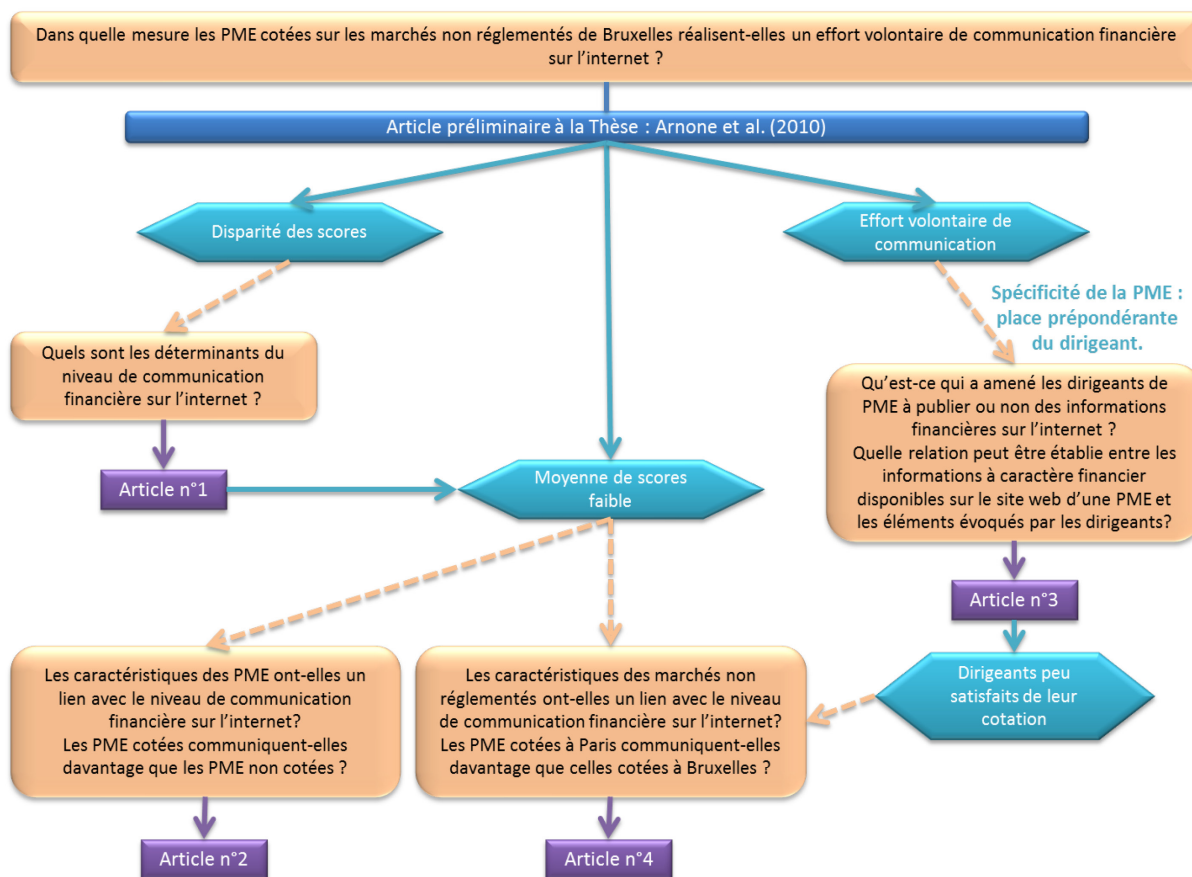 Dans quelle mesure les PME cotées sur les marchés non réglementés de Bruxelles réalisent-elles un effort volontaire de communication financière
sur l'internet ?
Article préliminaire à la Thèse : Arnone et al. (2010)
Disparité des scores
Effort volontaire de
communication
Spécificité de la PME :
place prépondérante
du dirigeant.
Quels sont les déterminants du
niveau de communication
financière sur l'internet ?
Qu'est-ce qui a amené les dirigeants de
PME à publier ou non des informations
financières sur l'internet ?
Quelle relation peut être établie entre les
informations à caractère financier
disponibles sur le site web d'une PME et
les éléments évoqués par les dirigeants?
Article n°1
Moyenne de scores
faible
Article n°3
Les caractéristiques des PME ont-elles un
lien avec le niveau de communication
financière sur l'internet?
Les PME cotées communiquent-elles
davantage que les PME non cotées ?
Les caractéristiques des marchés non
réglementés ont-elles un lien avec le niveau
de communication financière sur l'internet?
Les PME cotées à Paris communiquent-elles
davantage que celles cotées à Bruxelles ?
Dirigeants peu
satisfaits de leur
cotation
Article n°2
Article n°4